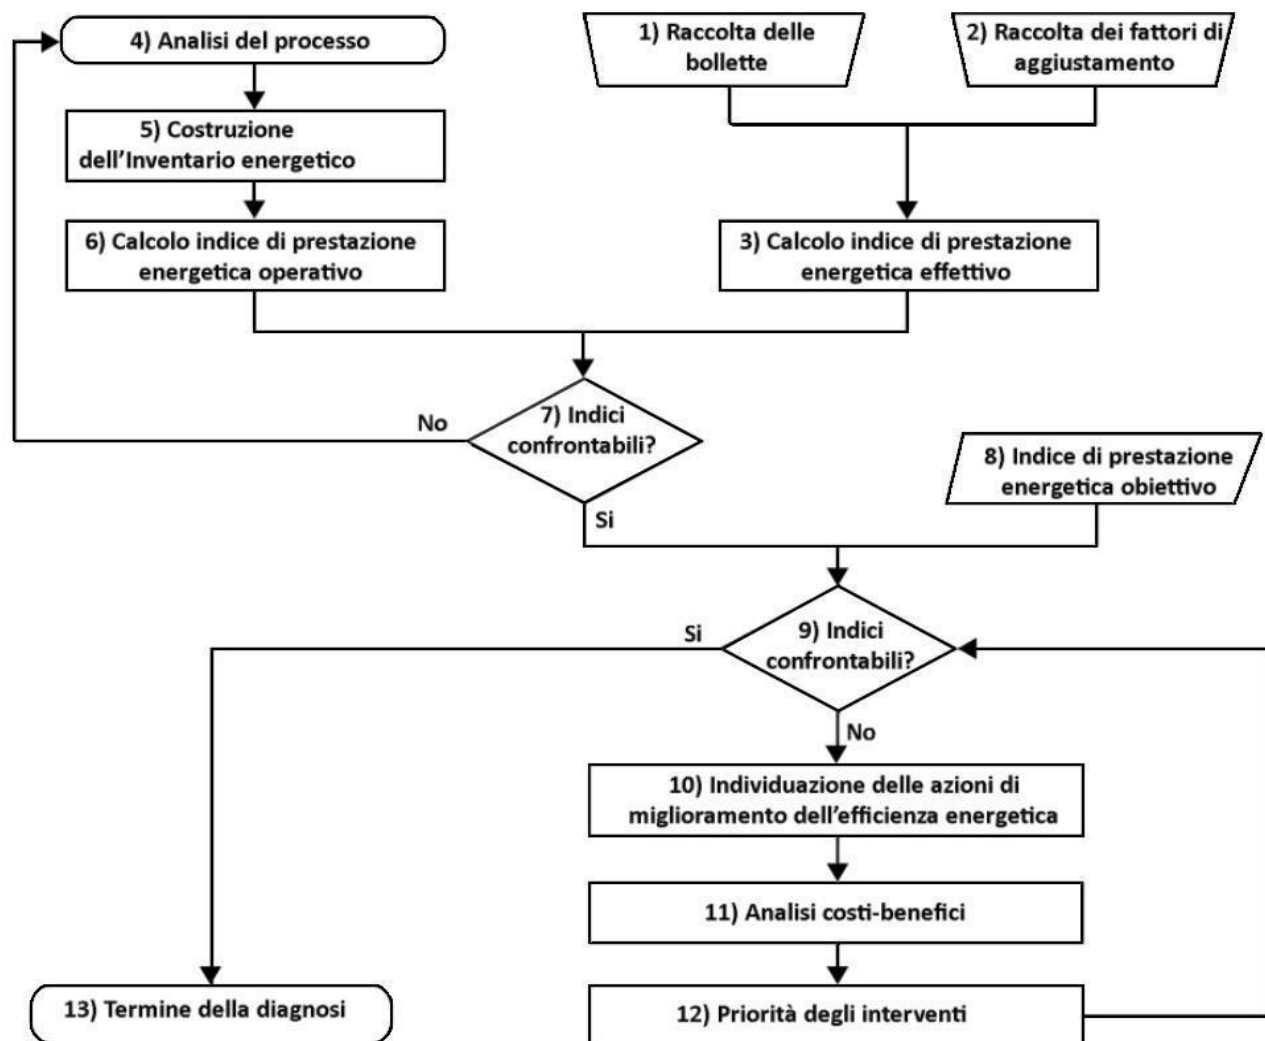 4) Analisi del processo
1) Raccolta delle
bollette
2) Raccolta dei fattori di
aggiustamento
5) Costruzione
dell'Inventario energetico
6) Calcolo indice di prestazione
energetica operativo
3) Calcolo indice di prestazione
energetica effettivo
7) Indici
confrontabili?
No
Si
8) Indice di prestazione
energetica obiettivo
9) Indici
confrontabili?
Si
No
10) Individuazione delle azioni di
miglioramento dell'efficienza energetica
11) Analisi costi-benefici
12) Priorità degli interventi
13) Termine della diagnosi